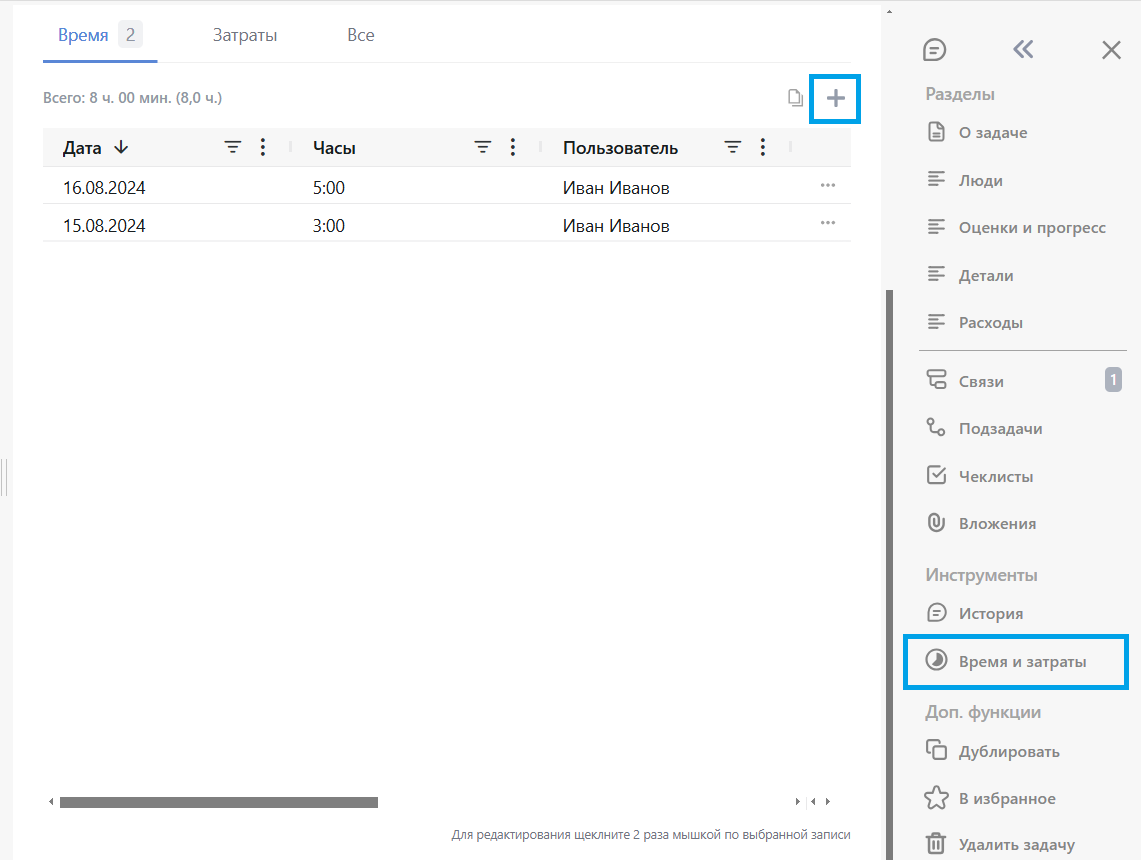 Время 2 Затраты Все
Всего: 8 ч. 00 мин. (8,0 ч.)
Дата Часы Пользователь
16.08.2024 5:00 Иван Иванов
15.08.2024 3:00 Иван Иванов
Для редактирования щеклните 2 раза мышкой по выбранной записи
Разделы
О задаче
Люди
Оценки и прогресс
Детали
Расходы
Связи 1
Подзадачи
Чеклисты
Вложения
Инструменты
История
Время и затраты
Доп. функции
Дублировать
В избранное
Удалить задачу